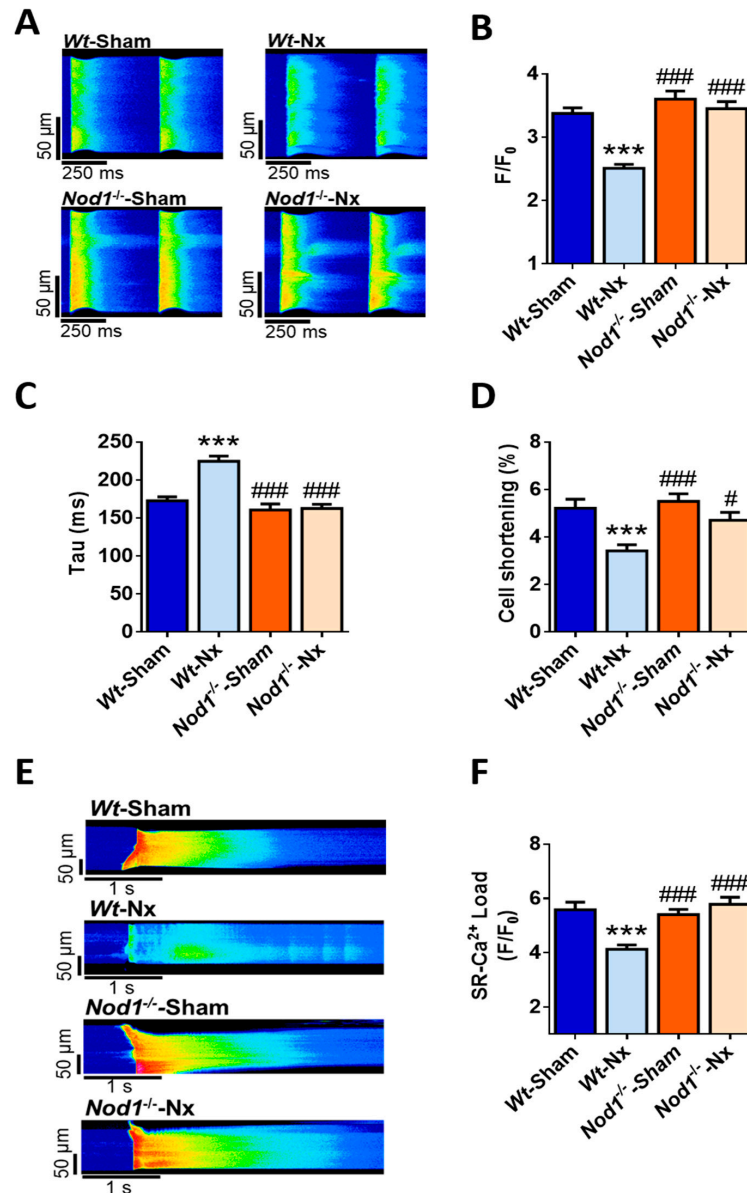 A
Wt-Sham
Wt-Nx
50 µm
250 ms
250 ms
Nod1-/--Sham
Nod1-/--Nx
50 µm
50 µm
250 ms
250 ms
B
F/F0
4
3
2
1
***
###
###
Wt-Sham
Wt-Nx
Nod1-/--Sham
Nod1-/--Nx
C
Tau (ms)
250
200
150
100
50
0
***
###
###
Wt-Sham
Wt-Nx
Nod1-/--Sham
Nod1-/--Nx
D
Cell shortening (%)
8
6
4
2
0
***
###
#
Wt-Sham
Wt-Nx
Nod1-/--Sham
Nod1-/--Nx
E
Wt-Sham
50 µm
1 s
Wt-Nx
50 µm
1 s
Nod1-/--Sham
50 µm
1 s
Nod1-/--Nx
50 µm
1 s
F
SR-Ca2+ Load
(F/F0)
8
6
4
2
***
###
###
Wt-Sham
Wt-Nx
Nod1-/--Sham
Nod1-/--Nx